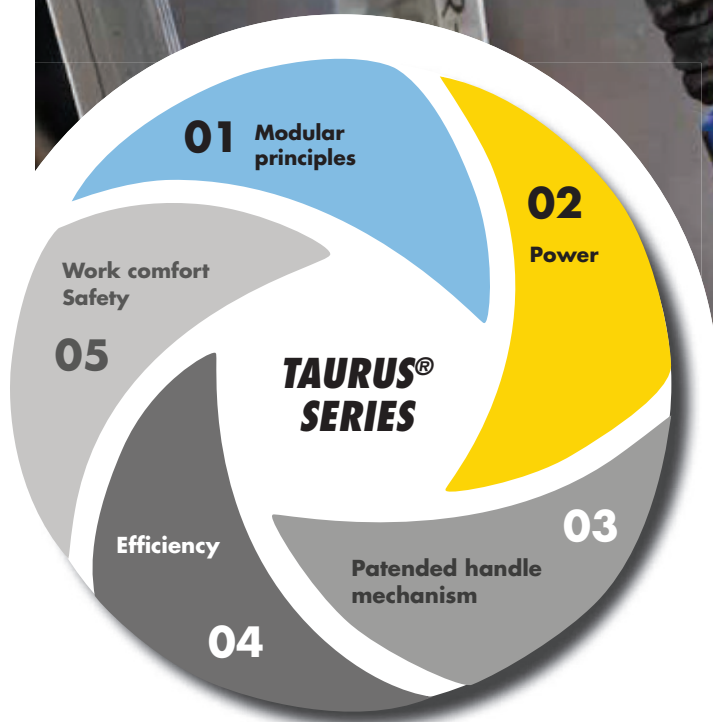 01 Modular
principles
02
Power
03
Patended handle
mechanism
Efficiency
04
Work comfort
Safety
05
TAURUS®
SERIES